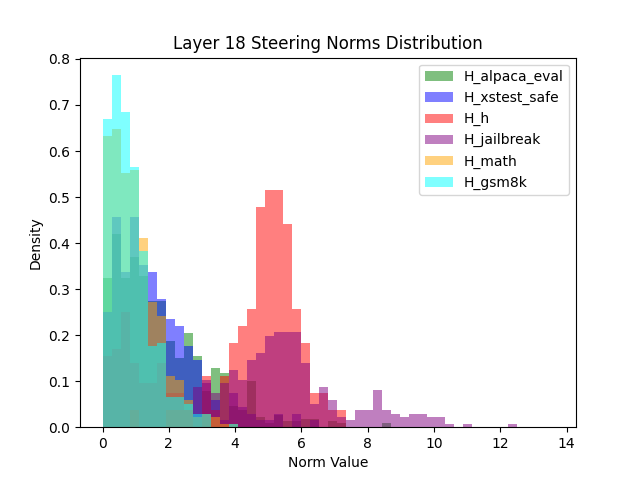 Layer 18 Steering Norms Distribution
H_alpaca_eval
H_xstest_safe
H_h
H_jailbreak
H_math
H_gsm8k
0.8
0.7
0.6
0.5
0.4
0.3
0.2
0.1
0.0
Density
0 2 4 6 8 10 12 14
Norm Value